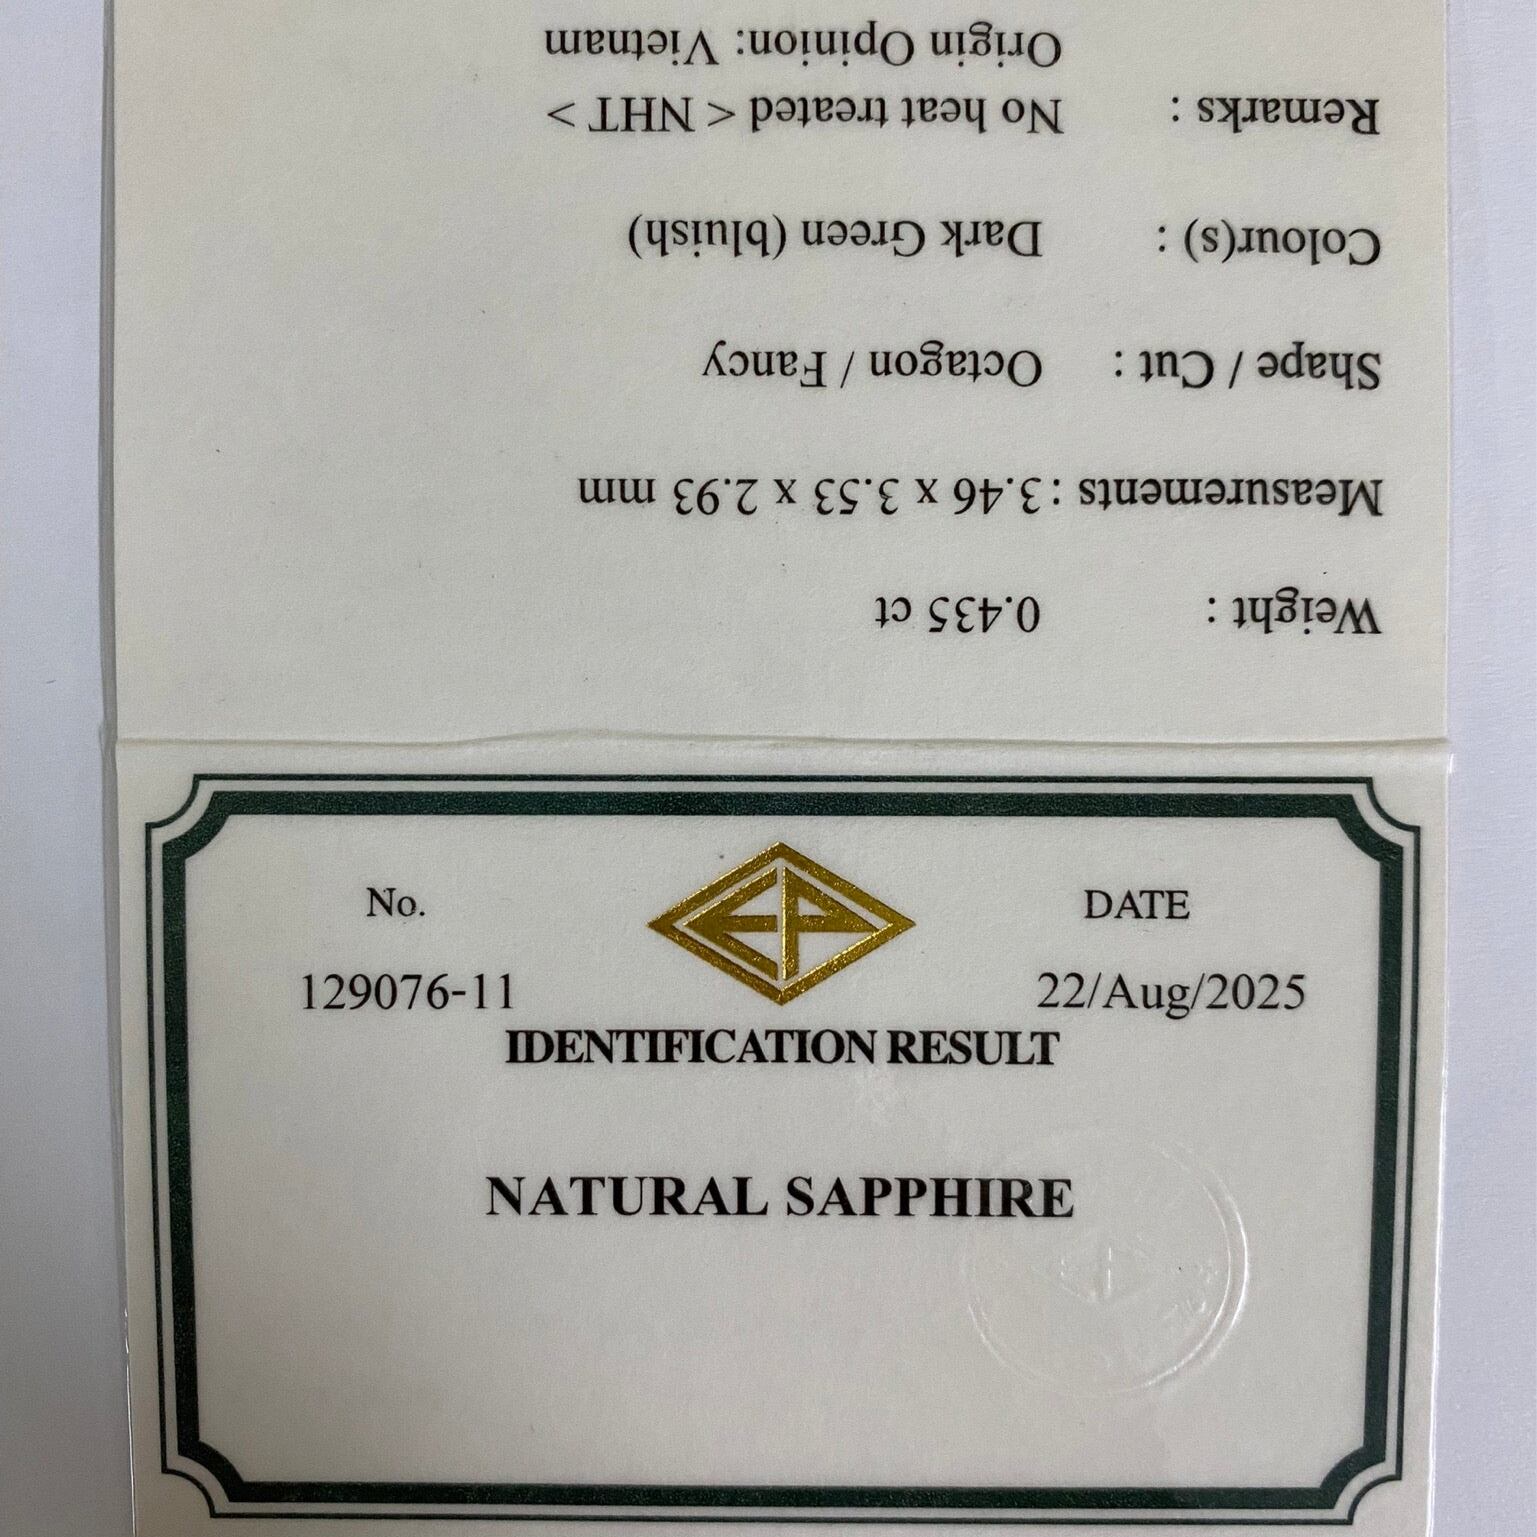 No.
129076-11
EP
DATE
22/Aug/2025
IDENTIFICATION RESULT
NATURAL SAPPHIRE
Weight : 0.435 ct
Measurements : 3.46 x 3.53 x 2.93 mm
Shape / Cut : Octagon / Fancy
Colour(s) : Dark Green (bluish)
Remarks : No heat treated < NHT >
Origin Opinion: Vietnam